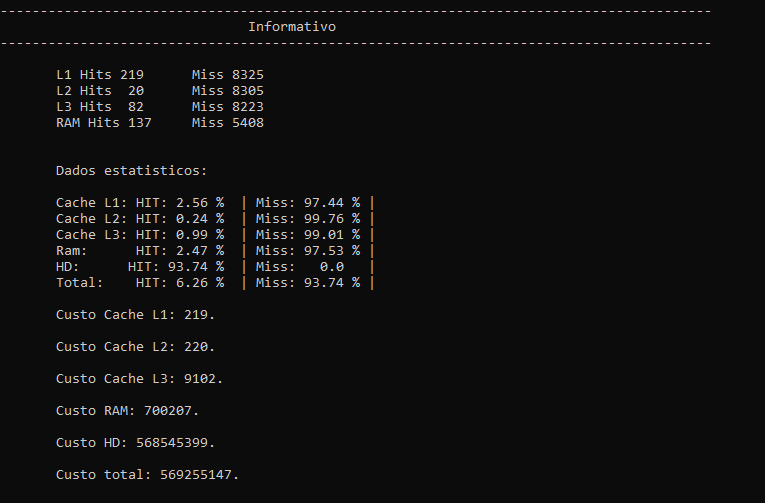 -----------------------------------------------------------------------------------------
Informativo
-----------------------------------------------------------------------------------------
L1 Hits 219      Miss 8325
L2 Hits  20      Miss 8305
L3 Hits  82      Miss 8223
RAM Hits 137     Miss 5408
Dados estatisticos:
Cache L1: HIT: 2.56 %  | Miss: 97.44 % |
Cache L2: HIT: 0.24 %  | Miss: 99.76 % |
Cache L3: HIT: 0.99 %  | Miss: 99.01 % |
Ram:      HIT: 2.47 %  | Miss: 97.53 % |
HD:      HIT: 93.74 %  | Miss:   0.0   |
Total:    HIT: 6.26 %  | Miss: 93.74 % |
Custo Cache L1: 219.
Custo Cache L2: 220.
Custo Cache L3: 9102.
Custo RAM: 700207.
Custo HD: 568545399.
Custo total: 569255147.